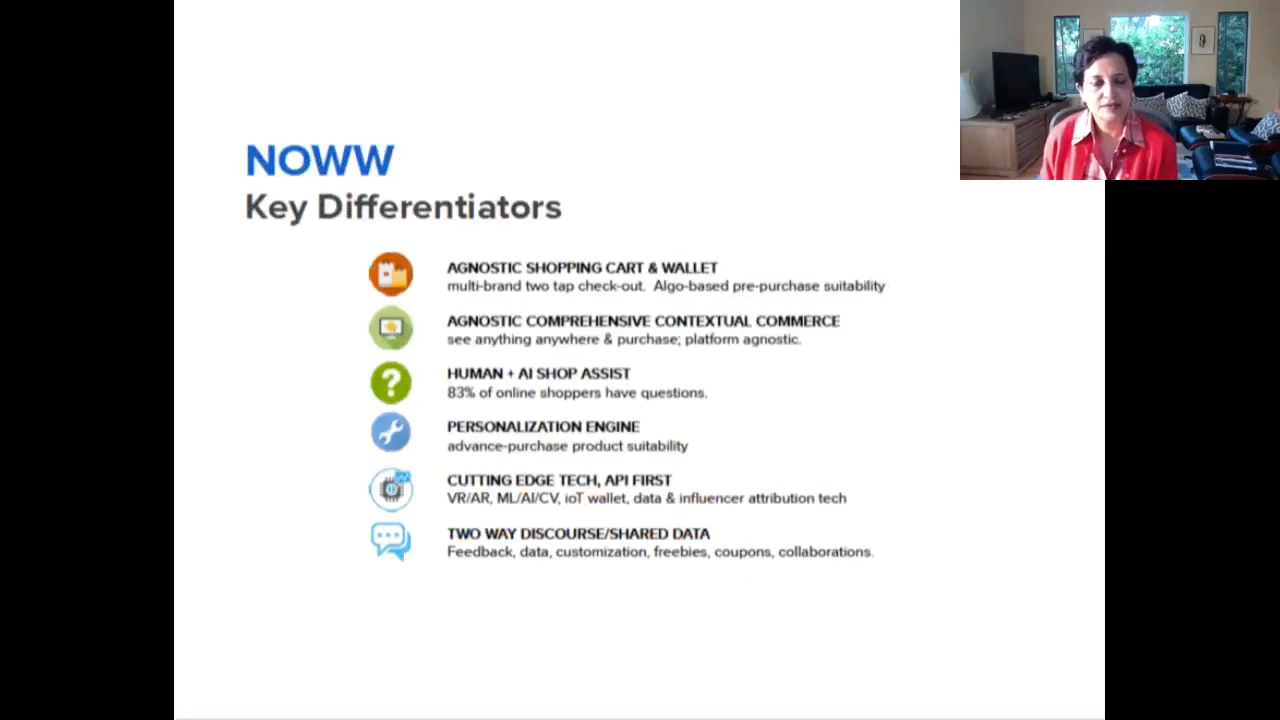 NOWW
Key Differentiators
AGNOSTIC SHOPPING CART & WALLET
multi-brand two tap check-out. Algo-based pre-purchase suitability
AGNOSTIC COMPREHENSIVE CONTEXTUAL COMMERCE
see anything anywhere & purchase; platform agnostic.
HUMAN + AI SHOP ASSIST
83% of online shoppers have questions.
PERSONALIZATION ENGINE
advance-purchase product suitability
CUTTING EDGE TECH, API FIRST
VR/AR, ML/AI/CV, ioT wallet, data & influencer attribution tech
TWO WAY DISCOURSE/SHARED DATA
Feedback, data, customization, freebies, coupons, collaborations.